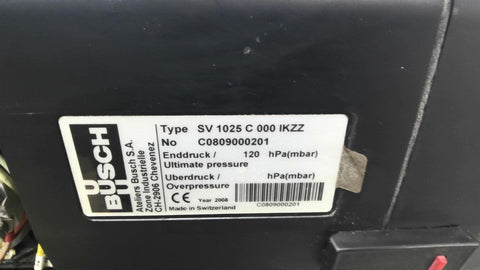 BUSCH
Ateliers Busch S.A.
Zone Industrielle
CH-2906 Chevenez
Type SV 1025 C 000 IKZZ
No C0809000201
Enddruck / 120 hPa(mbar)
Ultimate pressure
Uberdruck / hPa(mbar)
Overpressure
CE Year 2008
Made in Switzerland
C0809000201